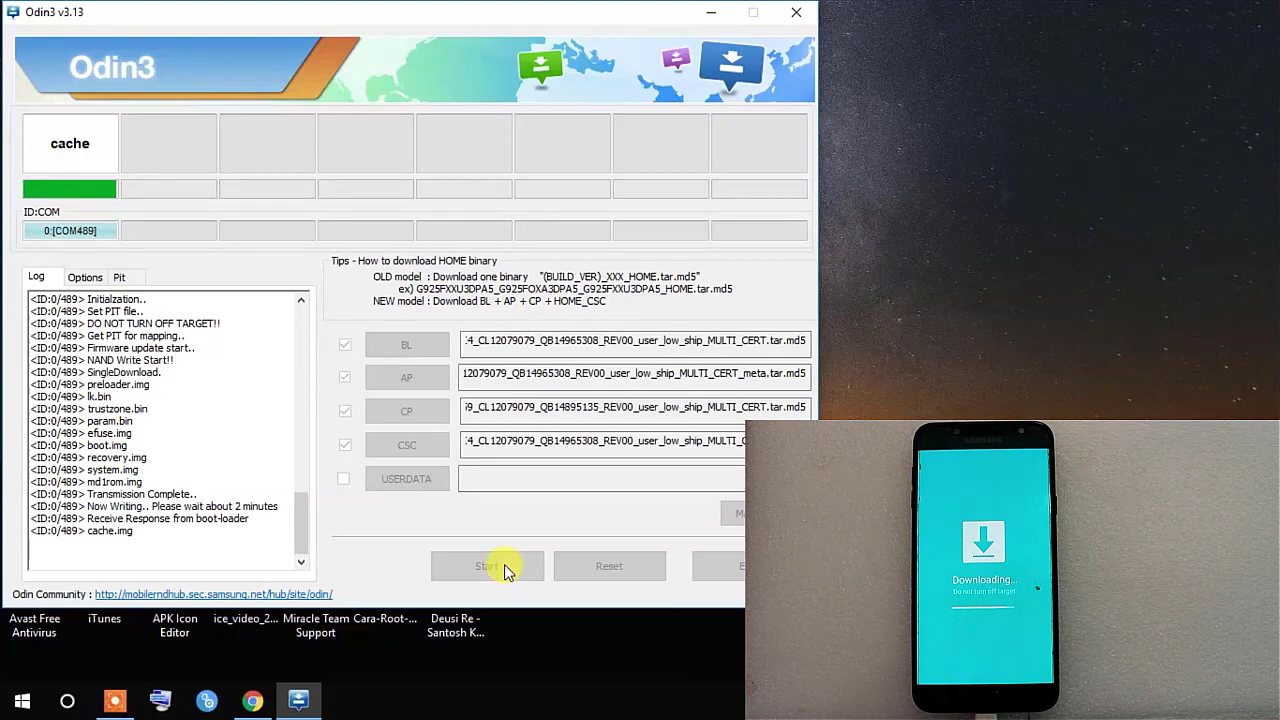 Odin3 v3.13
Odin3
cache
ID:COM
0:[COM489]
Log
Options
Pit
<ID:0/489> Initialzation..
<ID:0/489> Set PIT file..
<ID:0/489> DO NOT TURN OFF TARGET!!
<ID:0/489> Get PIT for mapping..
<ID:0/489> Firmware update start..
<ID:0/489> NAND Write Start!!
<ID:0/489> SingleDownload.
<ID:0/489> preloader.img
<ID:0/489> lk.bin
<ID:0/489> trustzone.bin
<ID:0/489> param.bin
<ID:0/489> efuse.img
<ID:0/489> boot.img
<ID:0/489> recovery.img
<ID:0/489> system.img
<ID:0/489> md1rom.img
<ID:0/489> Transmission Complete..
<ID:0/489> Now Writing.. Please wait about 2 minutes
<ID:0/489> Receive Response from boot-loader
<ID:0/489> cache.img
Tips - How to download HOME binary
OLD model : Download one binary "(BUILD_VER)_XXX_HOME.tar.md5"
ex) G925FXXU3DPA5_G925FOXA3DPA5_G925FXXU3DPA5_HOME.tar.md5
NEW model : Download BL + AP + CP + HOME_CSC
BL
:4_CL12079079_QB14965308_REV00_user_low_ship_MULTI_CERT.tar.md5
AP
12079079_QB14965308_REV00_user_low_ship_MULTI_CERT_meta.tar.md5
CP
i9_CL12079079_QB14895135_REV00_user_low_ship_MULTI_CERT.tar.md5
CSC
:4_CL12079079_QB14965308_REV00_user_low_ship_MULTI_C
USERDATA
Start
Reset
Odin Community : http://mobilerndhub.sec.samsung.net/hub/site/odin/
SAMSUNG
Downloading...
Do not turn off target
Avast Free Antivirus
iTunes
APK Icon Editor
ice_video_2...
Miracle Team Support
Cara-Root-...
Deusi Re - Santosh K...